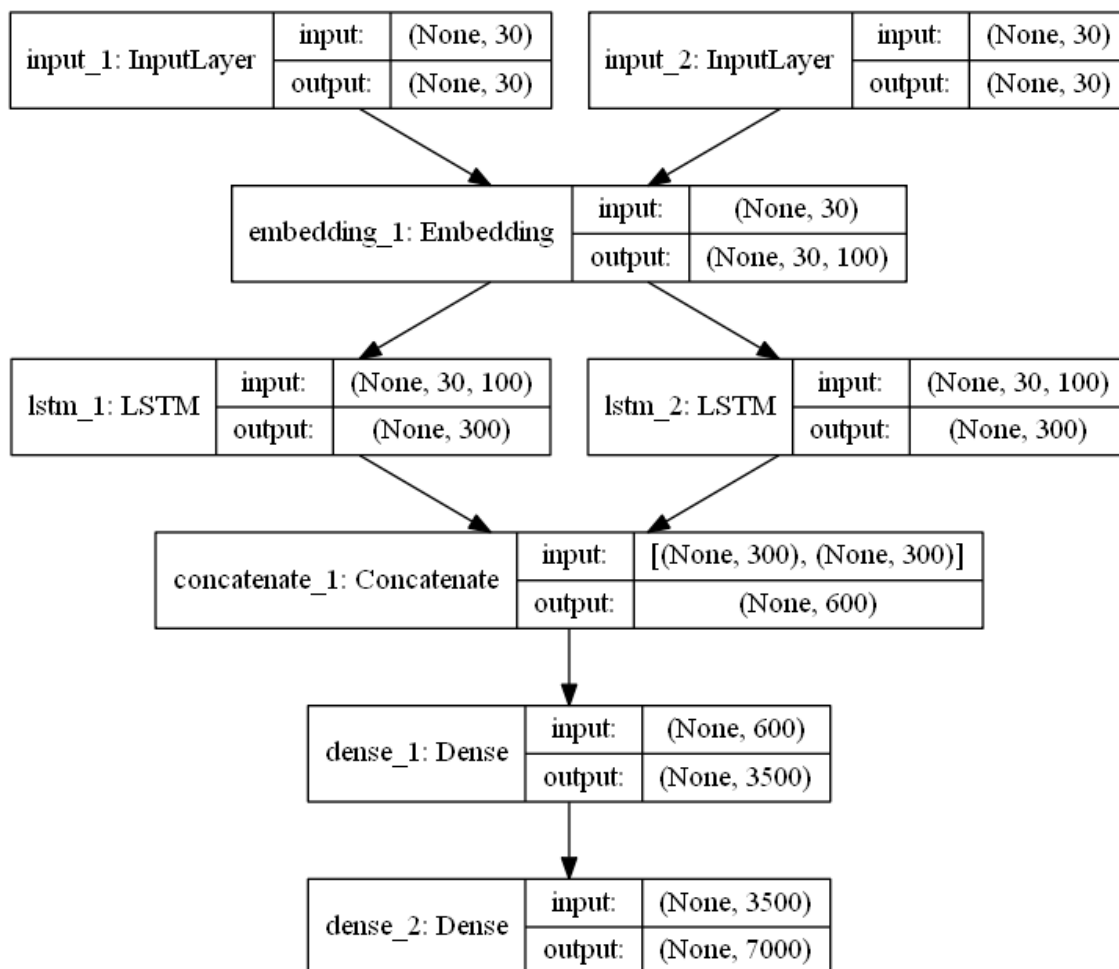 input_1: InputLayer input: (None, 30) output: (None, 30)
input_2: InputLayer input: (None, 30) output: (None, 30)
embedding_1: Embedding input: (None, 30) output: (None, 30, 100)
lstm_1: LSTM input: (None, 30, 100) output: (None, 300)
lstm_2: LSTM input: (None, 30, 100) output: (None, 300)
concatenate_1: Concatenate input: [(None, 300), (None, 300)] output: (None, 600)
dense_1: Dense input: (None, 600) output: (None, 3500)
dense_2: Dense input: (None, 3500) output: (None, 7000)